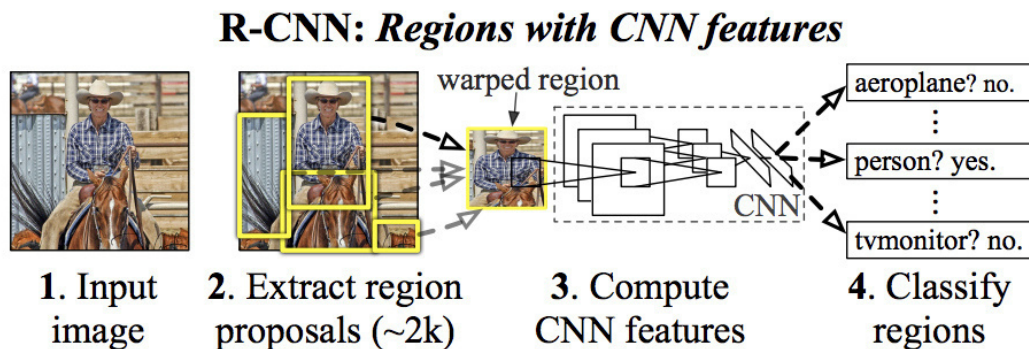 R-CNN: Regions with CNN features
warped region
aeroplane? no.
person? yes.
tvmonitor? no.
CNN
1. Input
image
2. Extract region
proposals (~2k)
3. Compute
CNN features
4. Classify
regions